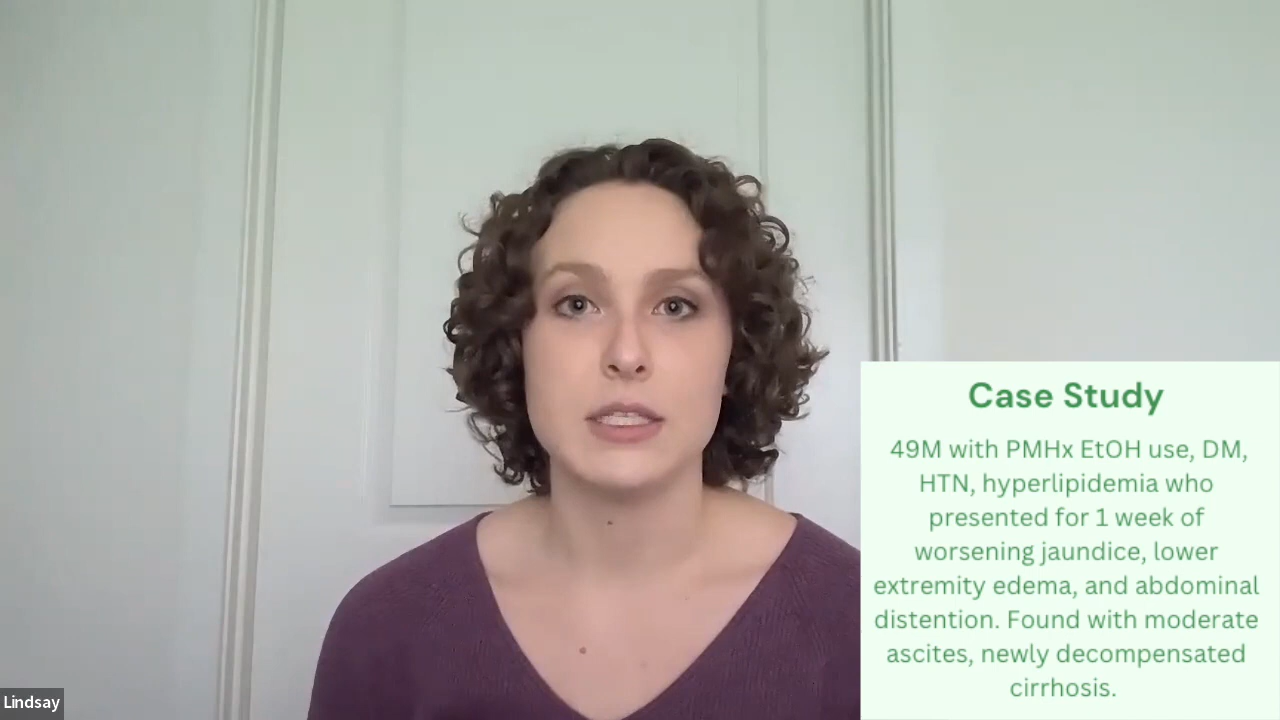 Case Study
49M with PMHx EtOH use, DM,
HTN, hyperlipidemia who
presented for 1 week of
worsening jaundice, lower
extremity edema, and abdominal
distention. Found with moderate
ascites, newly decompensated
cirrhosis.
Lindsay